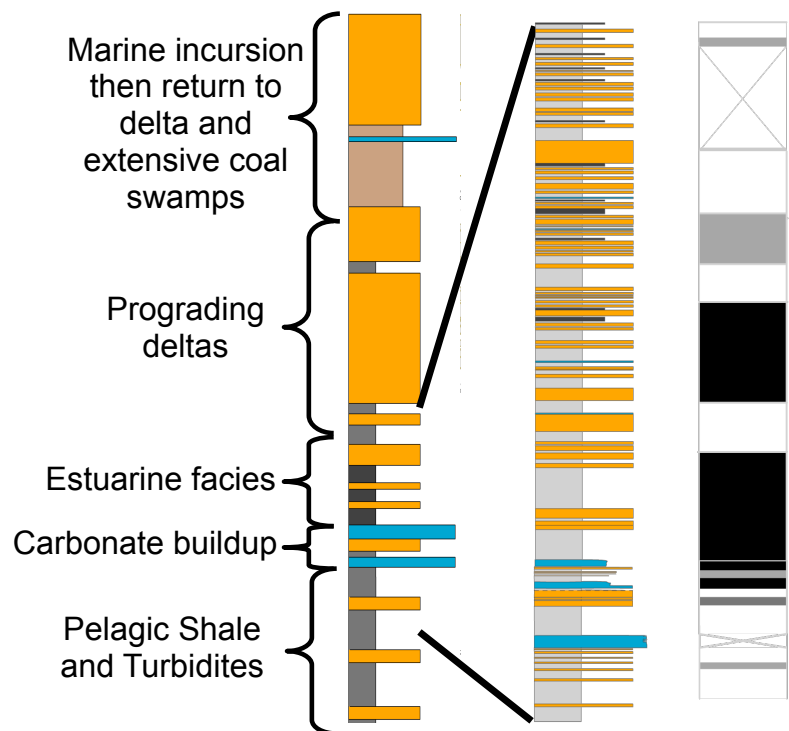 Marine incursion
then return to
delta and
extensive coal
swamps
Prograding
deltas
Estuarine facies
Carbonate buildup
Pelagic Shale
and Turbidites